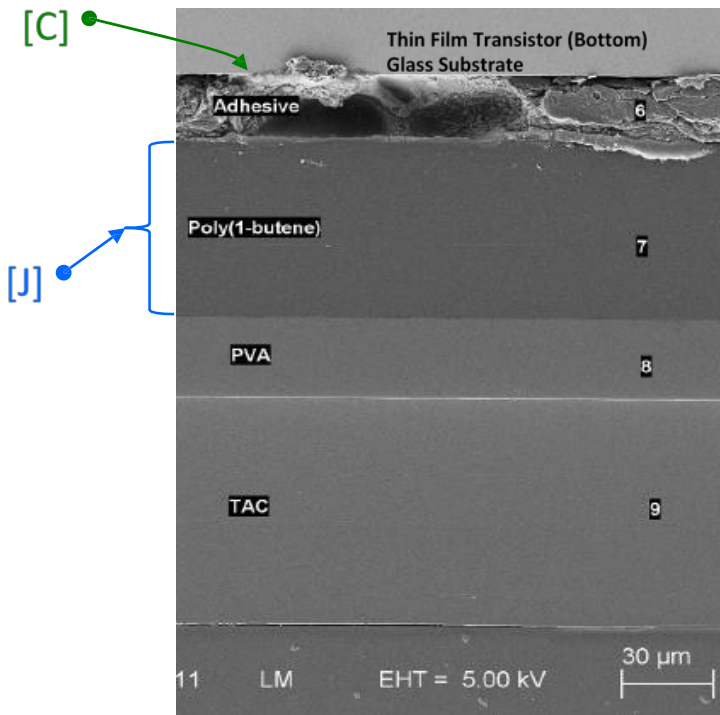 [C]
Thin Film Transistor (Bottom)
Glass Substrate
Adhesive
6
Poly(1-butene)
7
[J]
PVA
8
TAC
9
30 µm
11 LM EHT = 5.00 kV